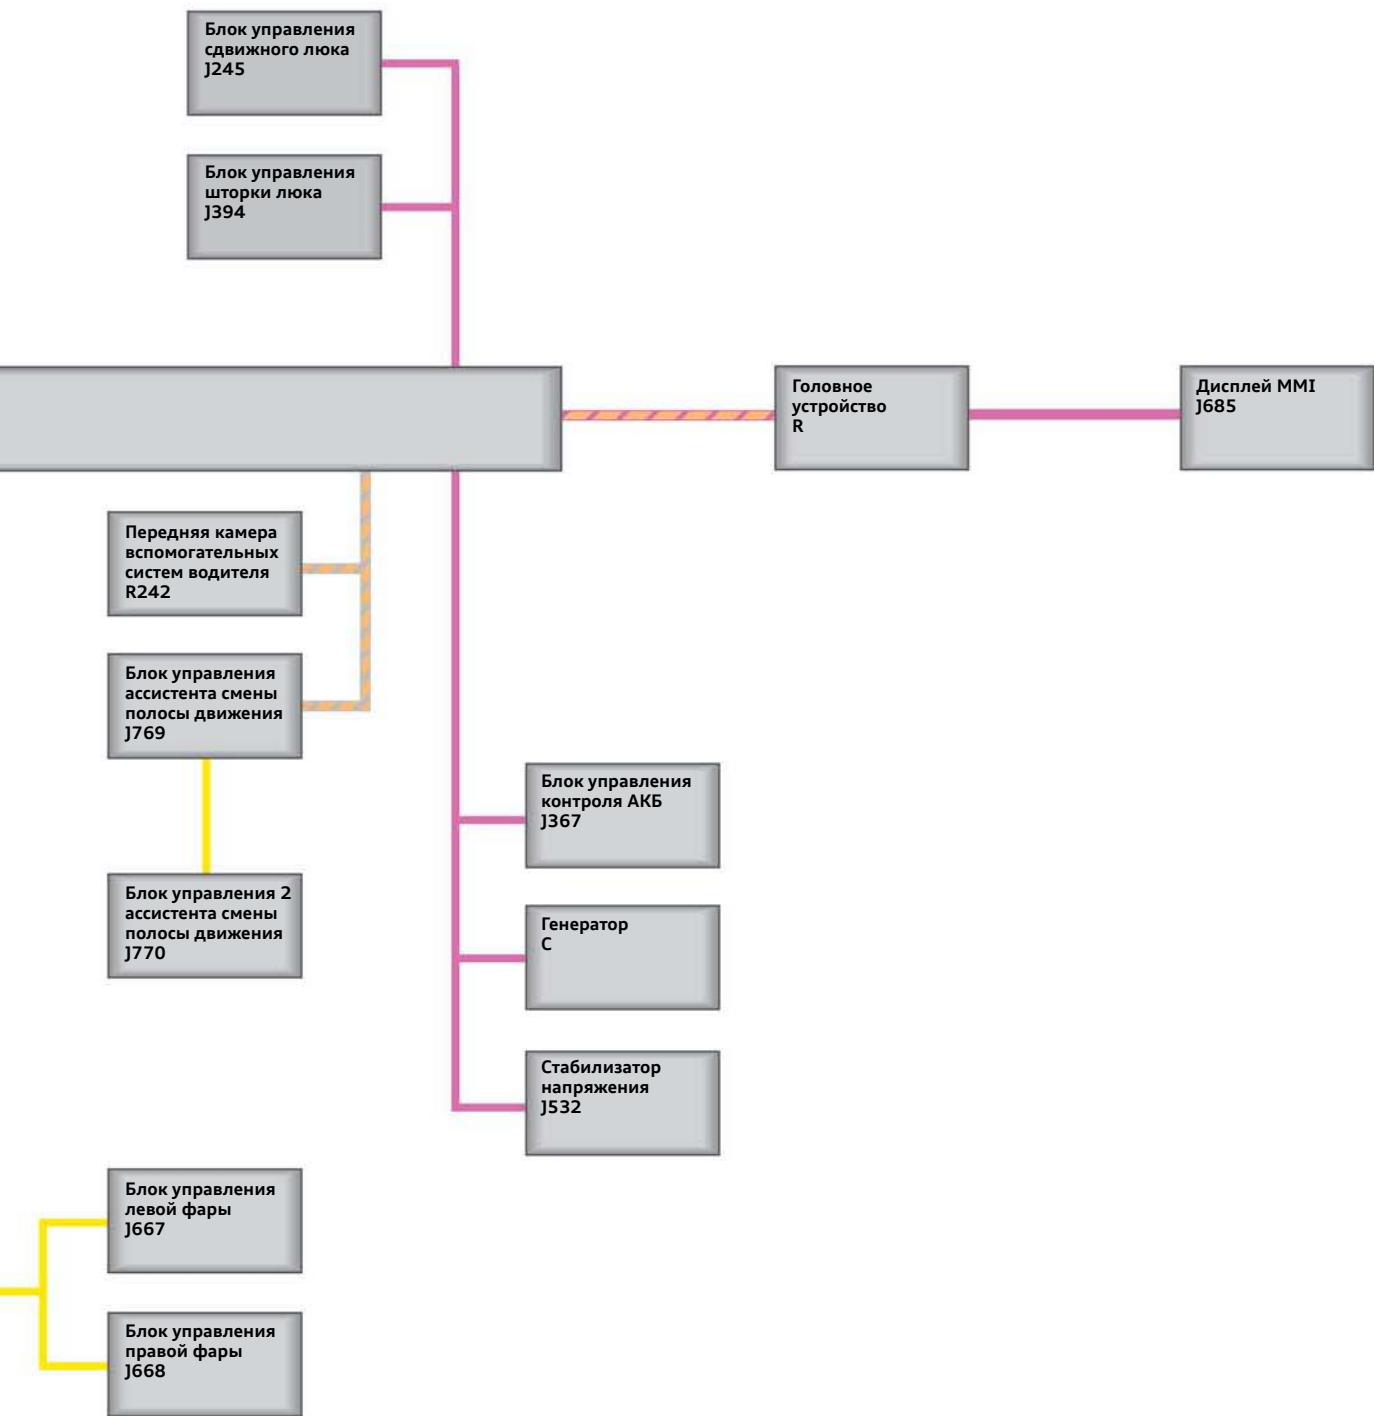 Блок управления
сдвижного люка
J245
Блок управления
шторки люка
J394
Головное
устройство
R
Дисплей MMI
J685
Передняя камера
вспомогательных
систем водителя
R242
Блок управления
ассистента смены
полосы движения
J769
Блок управления
контроля АКБ
J367
Блок управления 2
ассистента смены
полосы движения
J770
Генератор
C
Стабилизатор
напряжения
J532
Блок управления
левой фары
J667
Блок управления
правой фары
J668